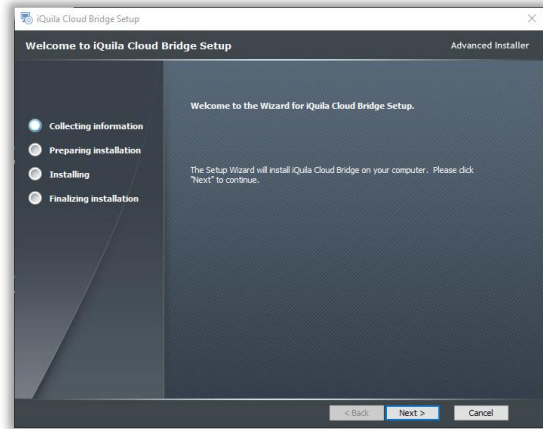 iQuila Cloud Bridge Setup
Welcome to iQuila Cloud Bridge Setup
Advanced Installer
Collecting information
Preparing installation
Installing
Finalizing installation
Welcome to the Wizard for iQuila Cloud Bridge Setup.
The Setup Wizard will install iQuila Cloud Bridge on your computer. Please click
"Next" to continue.
< Back
Next >
Cancel